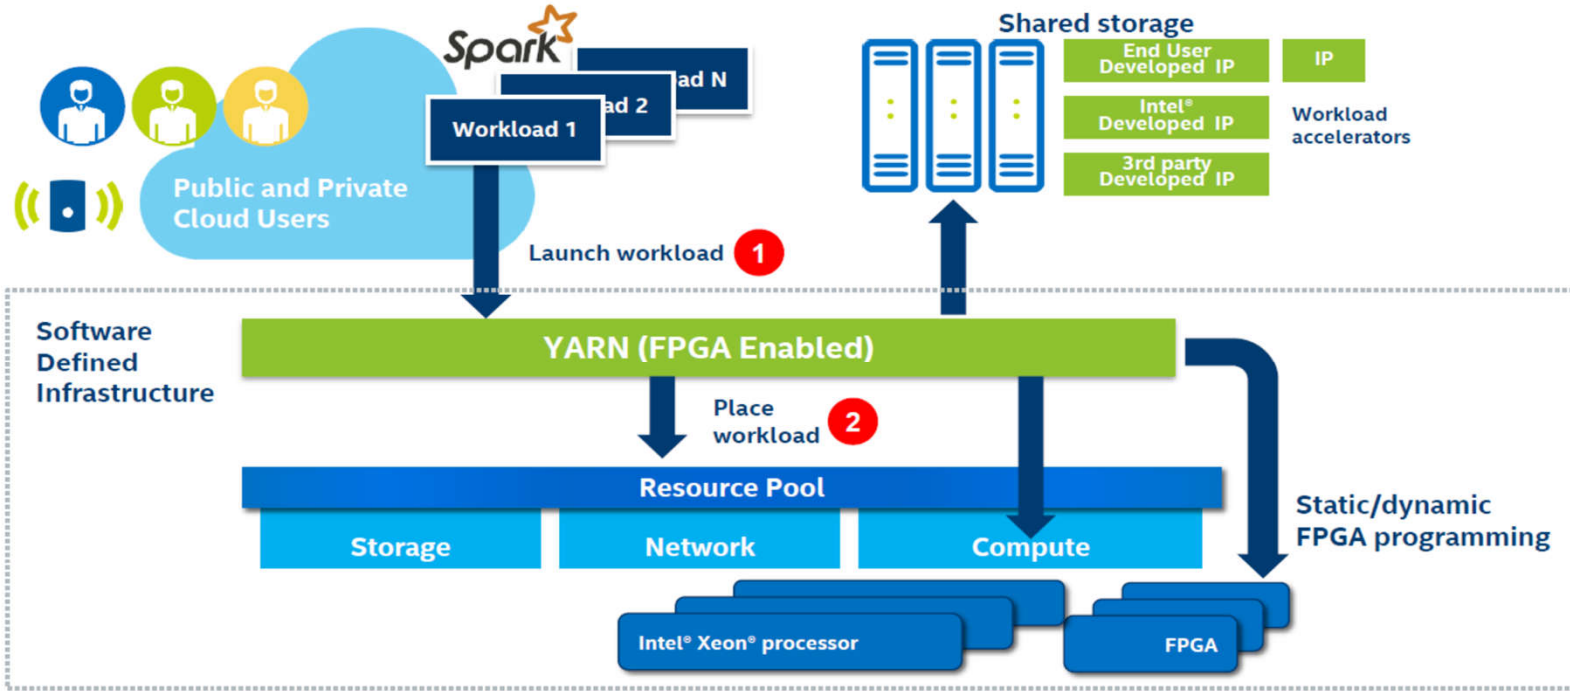 Spark
Shared storage
End User
Developed IP
IP
Intel®
Developed IP
Workload
accelerators
3rd party
Developed IP
ad N
ad 2
Workload 1
Public and Private
Cloud Users
Launch workload
1
Software
Defined
Infrastructure
YARN (FPGA Enabled)
Place
workload
2
Resource Pool
Storage
Network
Compute
Static/dynamic
FPGA programming
Intel® Xeon® processor
FPGA